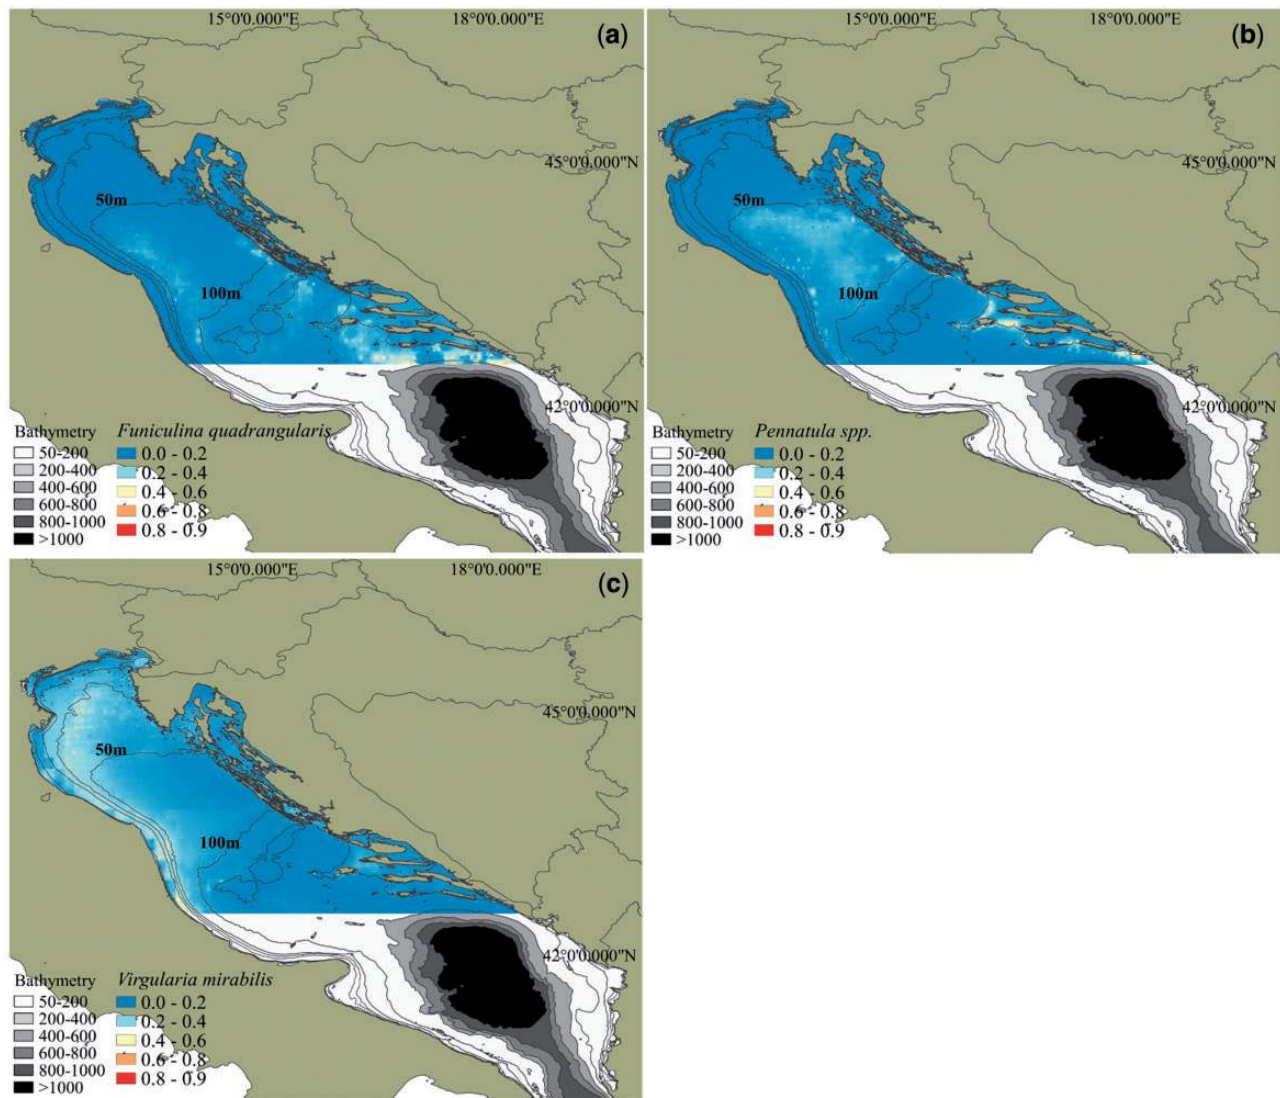 15°0'0.000"E 18°0'0.000"E
(a)
45°0'0.000"N
50m
100m
42°0'0.000"N
Bathymetry Funiculina quadrangularis
50-200 0.0 - 0.2
200-400 0.2 - 0.4
400-600 0.4 - 0.6
600-800 0.6 - 0.8
800-1000 0.8 - 0.9
>1000
15°0'0.000"E 18°0'0.000"E
(b)
45°0'0.000"N
50m
100m
42°0'0.000"N
Bathymetry Pennatula spp.
50-200 0.0 - 0.2
200-400 0.2 - 0.4
400-600 0.4 - 0.6
600-800 0.6 - 0.8
800-1000 0.8 - 0.9
>1000
15°0'0.000"E 18°0'0.000"E
(c)
45°0'0.000"N
50m
100m
42°0'0.000"N
Bathymetry Virgularia mirabilis
50-200 0.0 - 0.2
200-400 0.2 - 0.4
400-600 0.4 - 0.6
600-800 0.6 - 0.8
800-1000 0.8 - 0.9
>1000